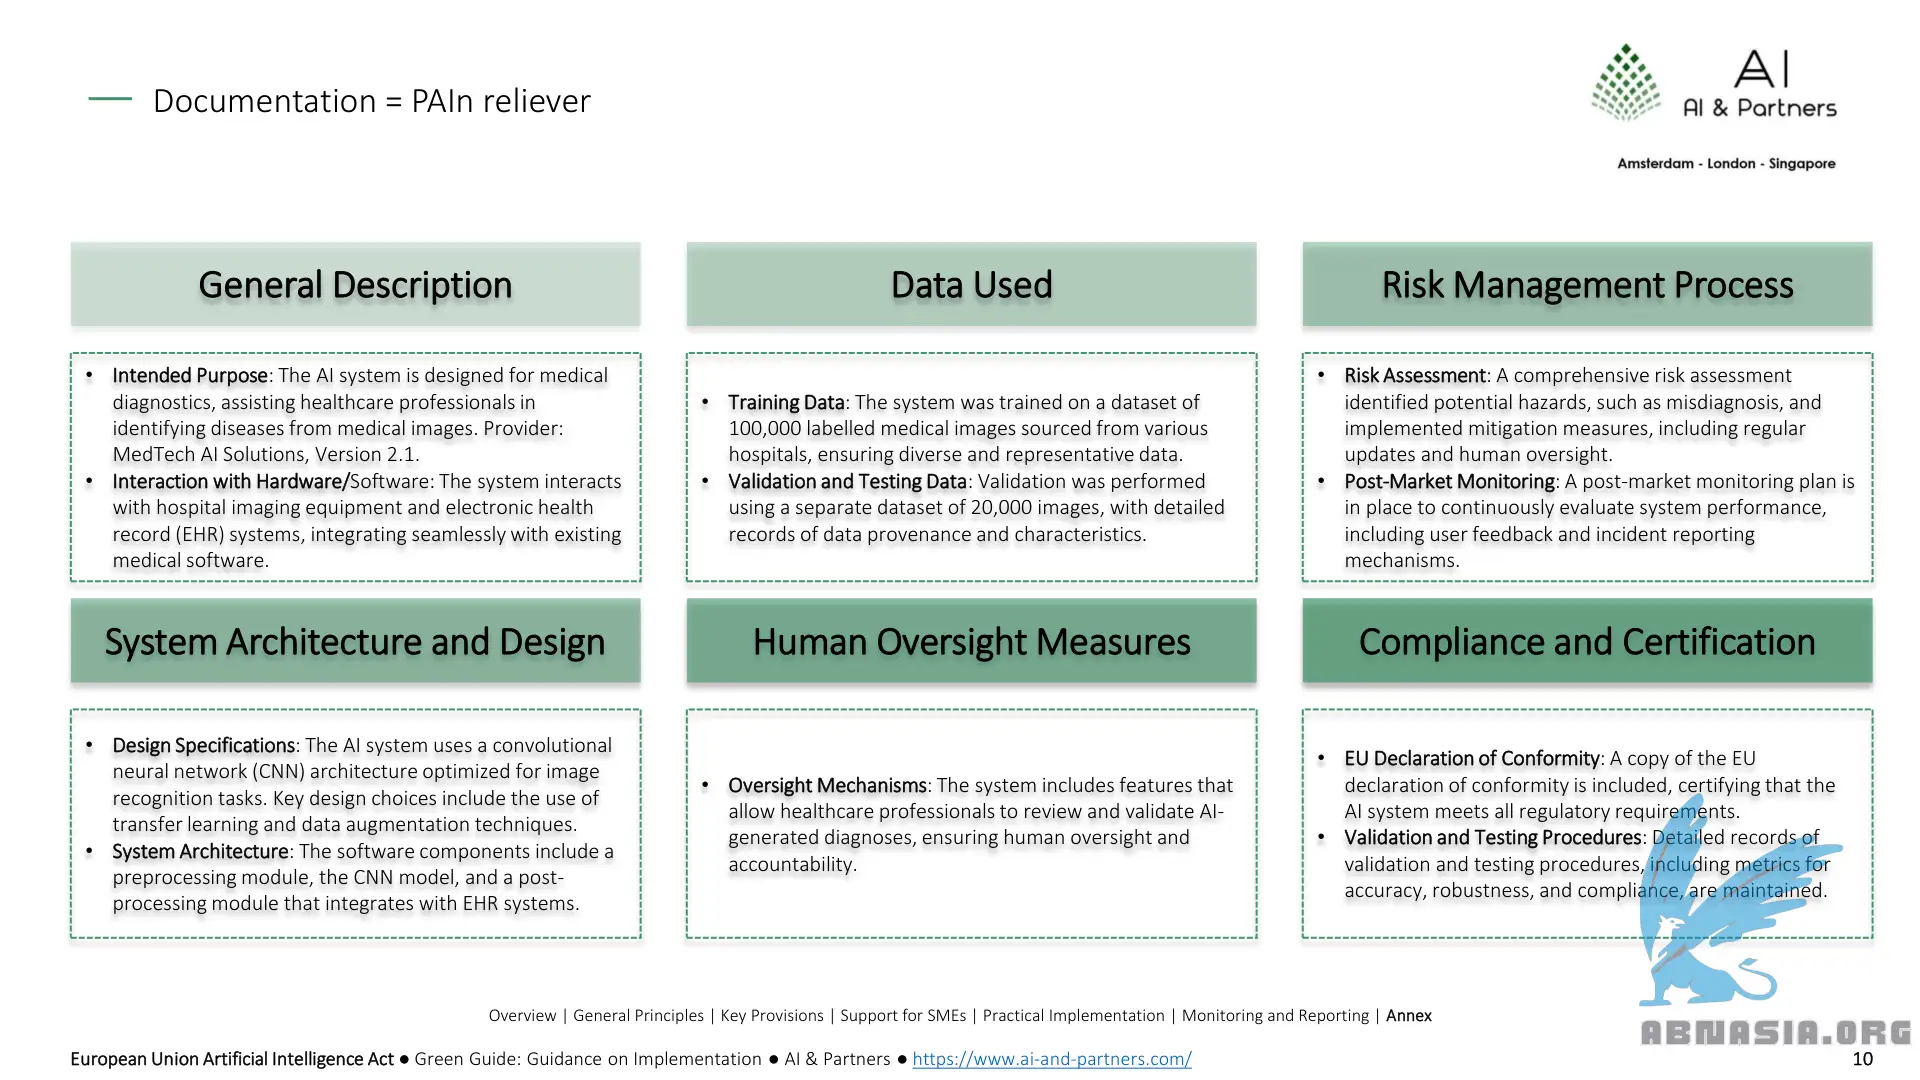 Documentation = PAIn reliever
AI
AI & Partners
Amsterdam - London - Singapore
General Description
• Intended Purpose: The AI system is designed for medical
diagnostics, assisting healthcare professionals in
identifying diseases from medical images. Provider:
MedTech AI Solutions, Version 2.1.
• Interaction with Hardware/Software: The system interacts
with hospital imaging equipment and electronic health
record (EHR) systems, integrating seamlessly with existing
medical software.
Data Used
• Training Data: The system was trained on a dataset of
100,000 labelled medical images sourced from various
hospitals, ensuring diverse and representative data.
• Validation and Testing Data: Validation was performed
using a separate dataset of 20,000 images, with detailed
records of data provenance and characteristics.
Risk Management Process
• Risk Assessment: A comprehensive risk assessment
identified potential hazards, such as misdiagnosis, and
implemented mitigation measures, including regular
updates and human oversight.
• Post-Market Monitoring: A post-market monitoring plan is
in place to continuously evaluate system performance,
including user feedback and incident reporting
mechanisms.
System Architecture and Design
• Design Specifications: The AI system uses a convolutional
neural network (CNN) architecture optimized for image
recognition tasks. Key design choices include the use of
transfer learning and data augmentation techniques.
• System Architecture: The software components include a
preprocessing module, the CNN model, and a post-
processing module that integrates with EHR systems.
Human Oversight Measures
• Oversight Mechanisms: The system includes features that
allow healthcare professionals to review and validate AI-
generated diagnoses, ensuring human oversight and
accountability.
Compliance and Certification
• EU Declaration of Conformity: A copy of the EU
declaration of conformity is included, certifying that the
AI system meets all regulatory requirements.
• Validation and Testing Procedures: Detailed records of
validation and testing procedures, including metrics for
accuracy, robustness, and compliance, are maintained.
Overview | General Principles | Key Provisions | Support for SMEs | Practical Implementation | Monitoring and Reporting | Annex
ABNASIA.ORG
European Union Artificial Intelligence Act ● Green Guide: Guidance on Implementation ● AI & Partners ● https://www.ai-and-partners.com/
10